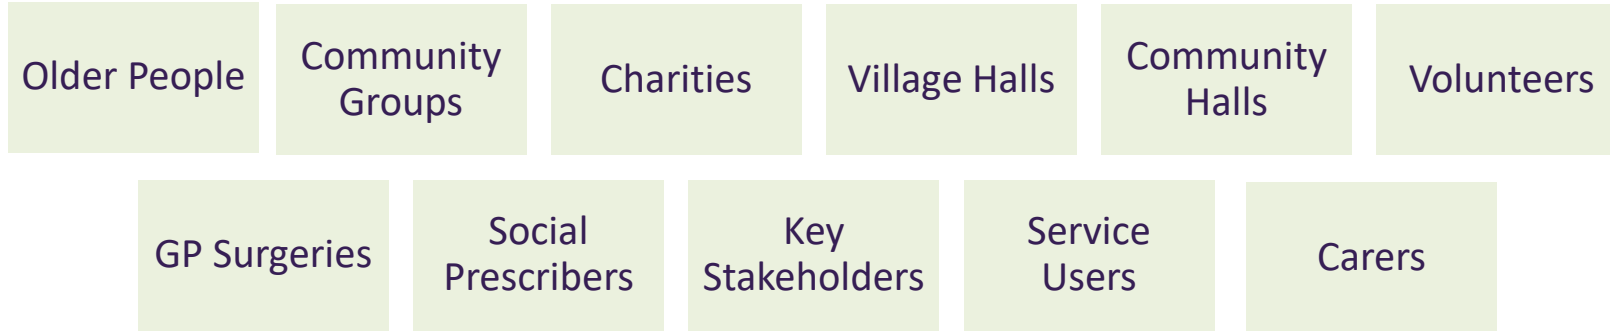 Older People
Community
Groups
Charities
Village Halls
Community
Halls
Volunteers
GP Surgeries
Social
Prescribers
Key
Stakeholders
Service
Users
Carers